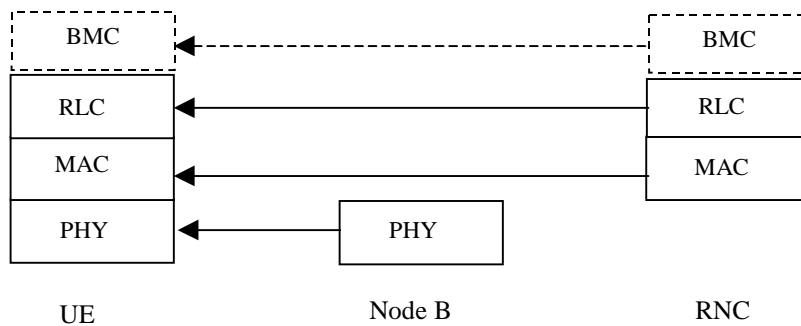 BMC BMC
RLC RLC
MAC MAC
PHY PHY
UE Node B RNC